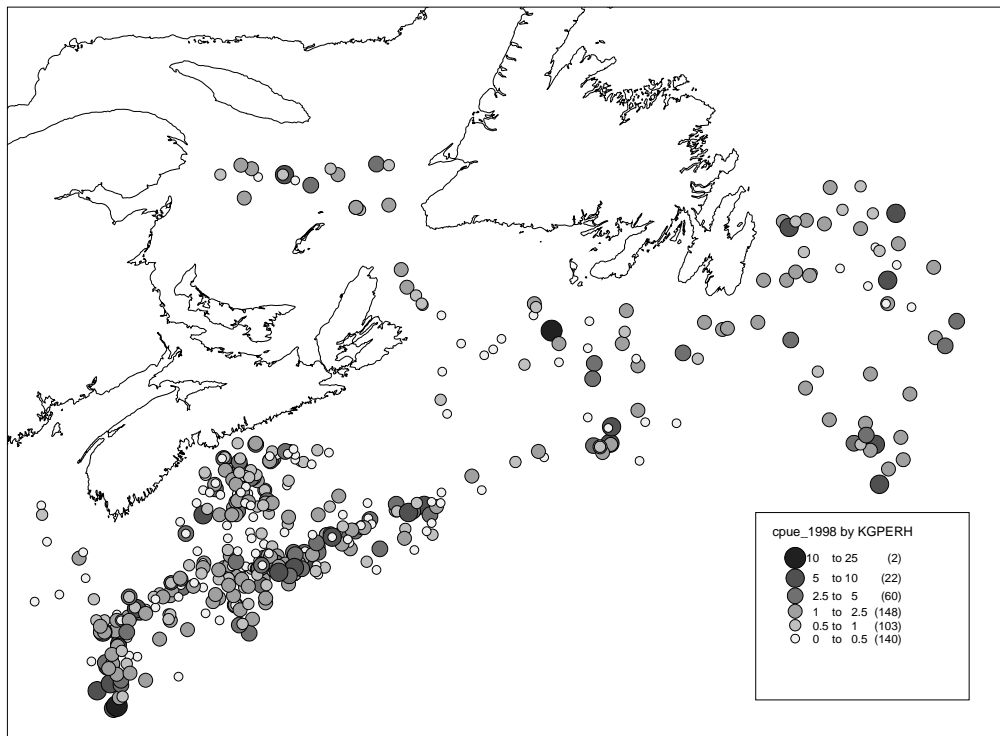 cpue_1998 by KGPERH
10 to 25 (2)
5 to 10 (22)
2.5 to 5 (60)
1 to 2.5 (148)
0.5 to 1 (103)
0 to 0.5 (140)